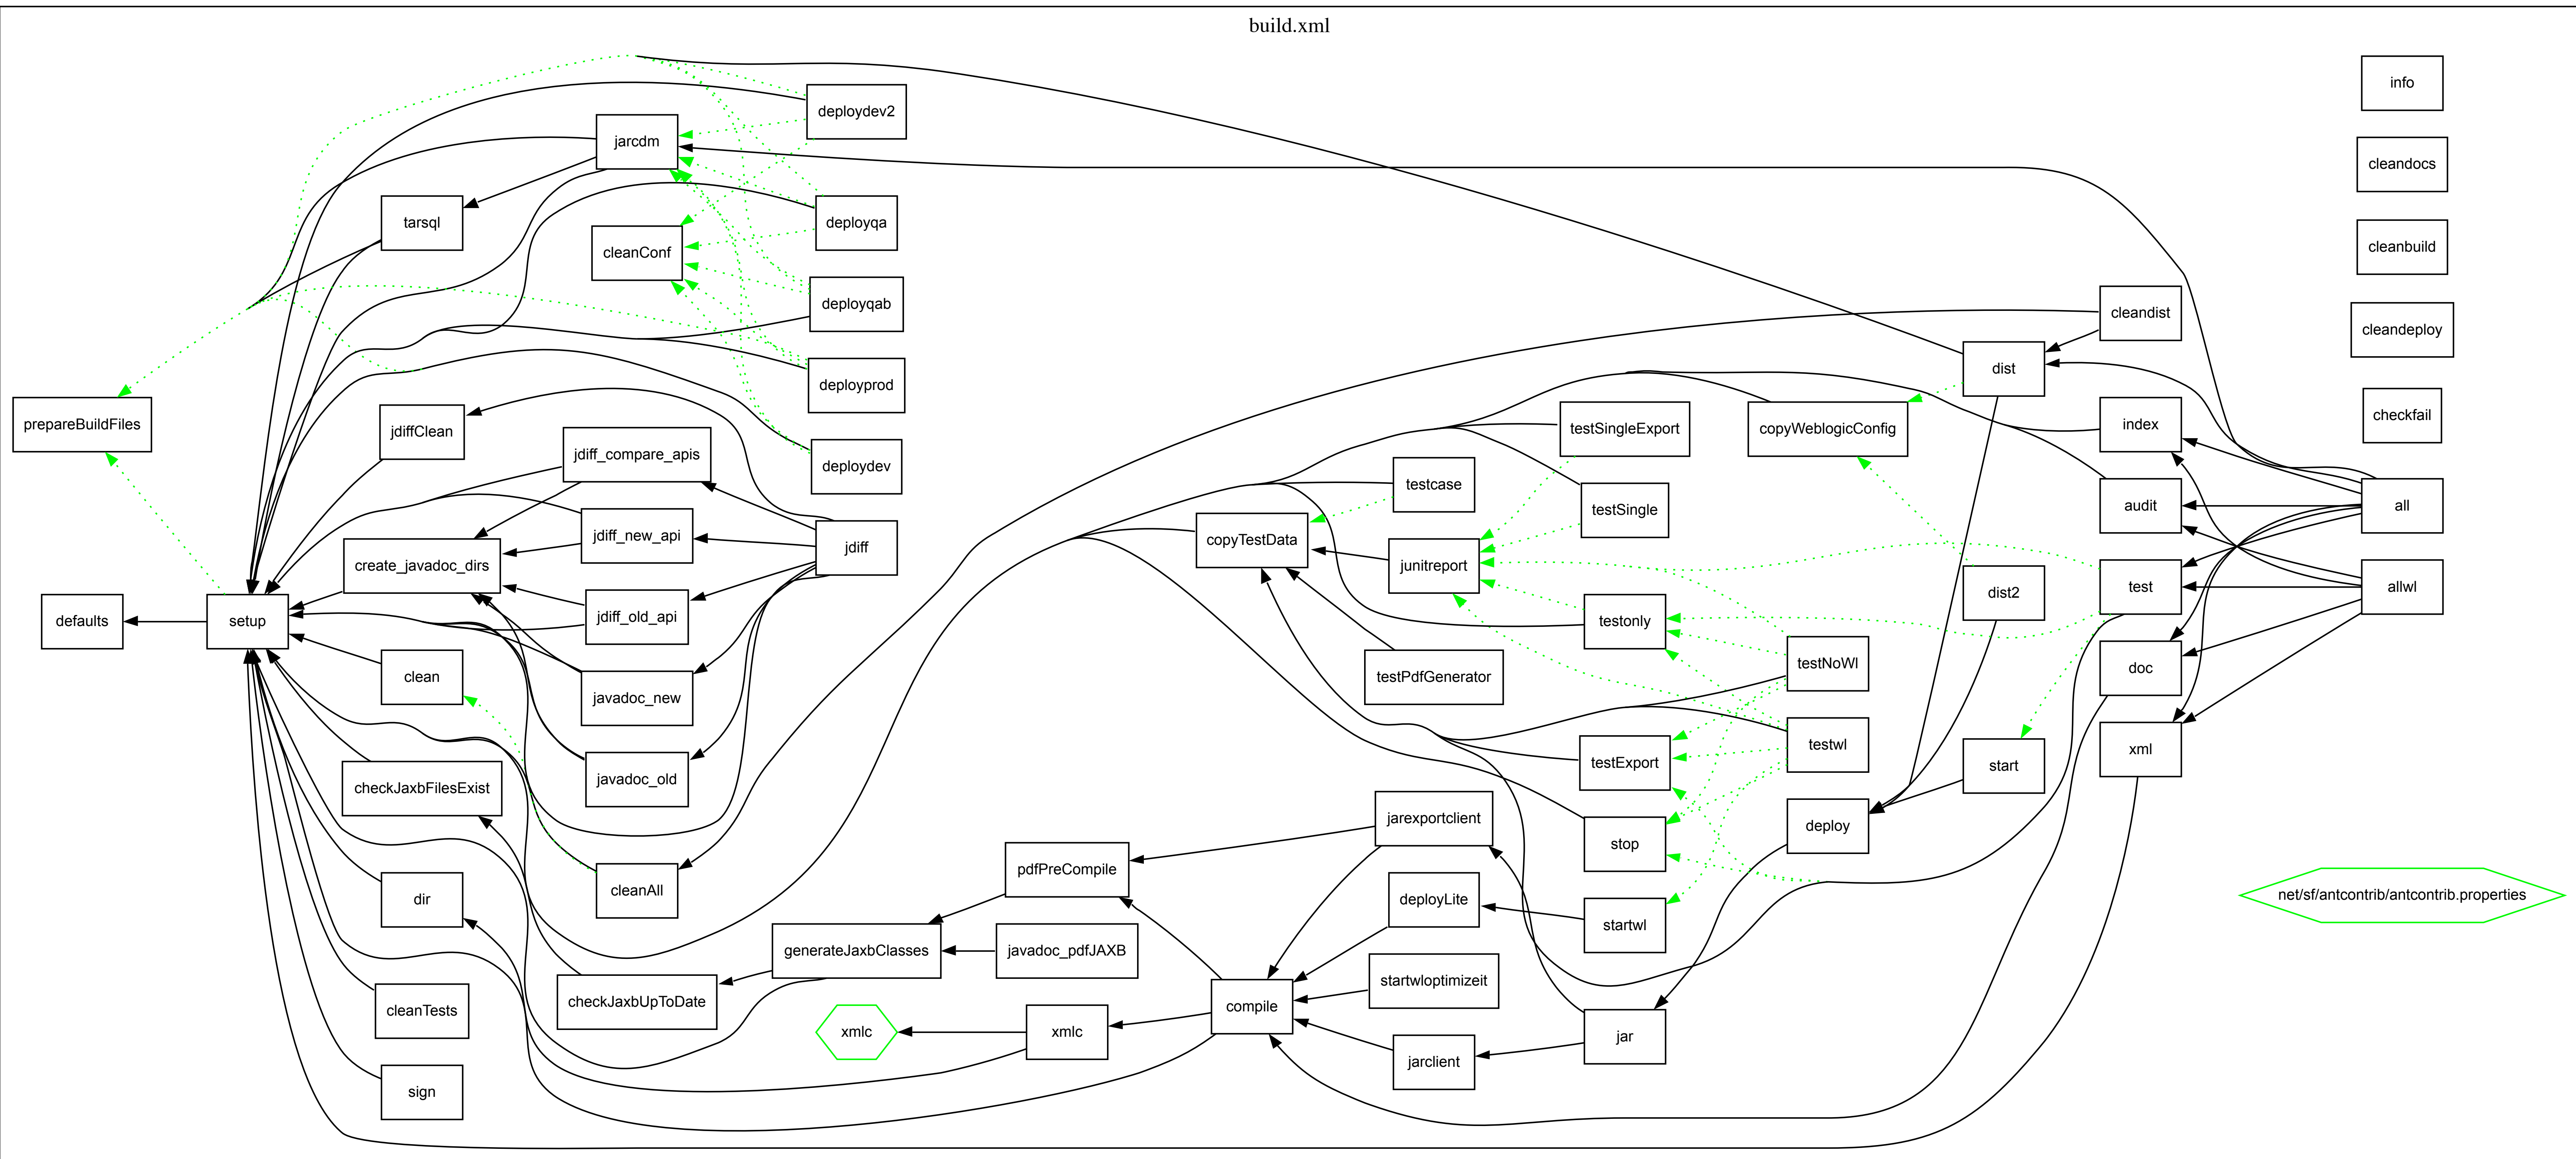 build.xml
info
deploydev2
jarcdm
cleandocs
tarsql
deployqa
cleanConf
cleanbuild
deployqab
cleandist
cleandeploy
dist
deployprod
checkfail
prepareBuildFiles
index
jdiffClean
testSingleExport
copyWeblogicConfig
jdiff_compare_apis
deploydev
testcase
audit
all
testSingle
jdiff_new_api
copyTestData
jdiff
create_javadoc_dirs
junitreport
test
allwl
dist2
jdiff_old_api
defaults
setup
testonly
testNoWl
doc
clean
testPdfGenerator
javadoc_new
testwl
xml
testExport
start
javadoc_old
checkJaxbFilesExist
jarexportclient
deploy
stop
pdfPreCompile
cleanAll
net/sf/antcontrib/antcontrib.properties
dir
deployLite
startwl
generateJaxbClasses
javadoc_pdfJAXB
startwloptimizeit
checkJaxbUpToDate
compile
cleanTests
xmlc
xmlc
jar
jarclient
sign